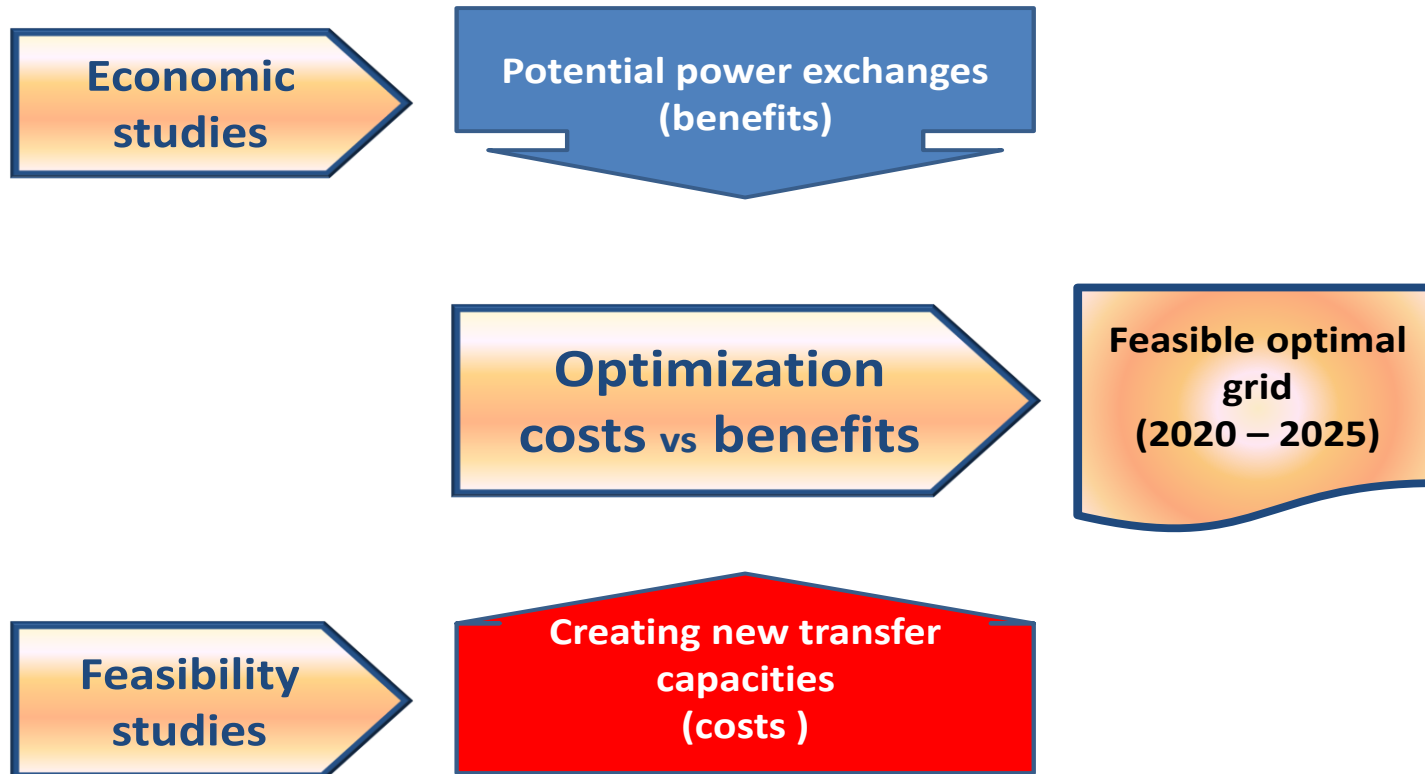 Economic
studies
Potential power exchanges
(benefits)
Optimization
costs vs benefits
Feasible optimal
grid
(2020 – 2025)
Feasibility
studies
Creating new transfer
capacities
(costs )